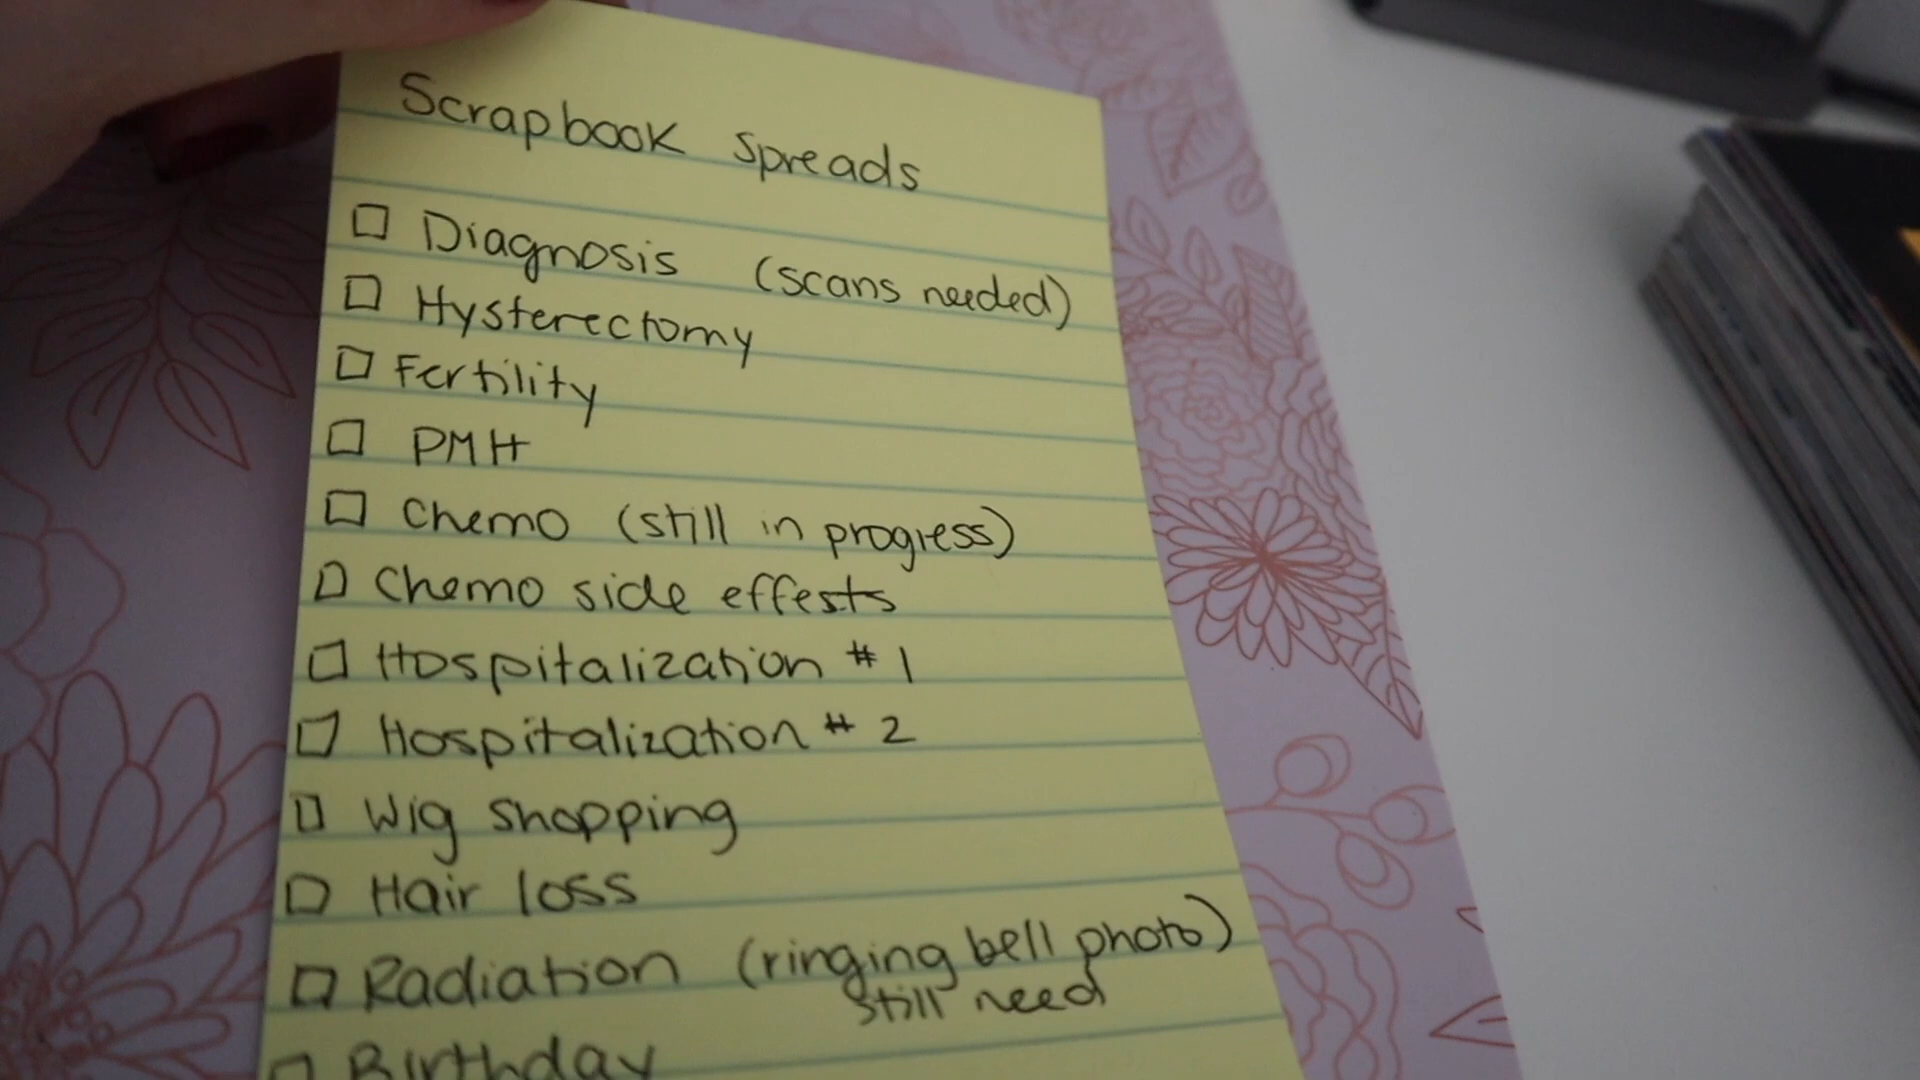 Scrapbook spreads
Diagnosis (scans needed)
Hysterectomy
Fertility
PMH
Chemo (still in progress)
Chemo side effests
Hospitalization #1
Hospitalization #2
Wig shopping
Hair loss
Radiation (ringing bell photo)
still need
Birthday